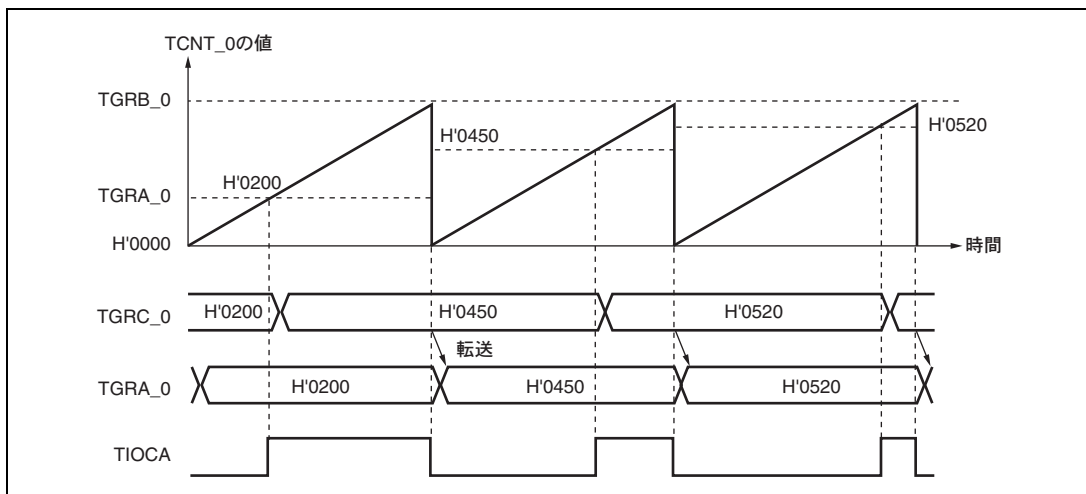 TCNT_0の値
TGRB_0
H'0450
H'0520
H'0200
TGRA_0
H'0000
時間
TGRC_0
H'0200
H'0450
H'0520
転送
TGRA_0
H'0200
H'0450
H'0520
TIOCA